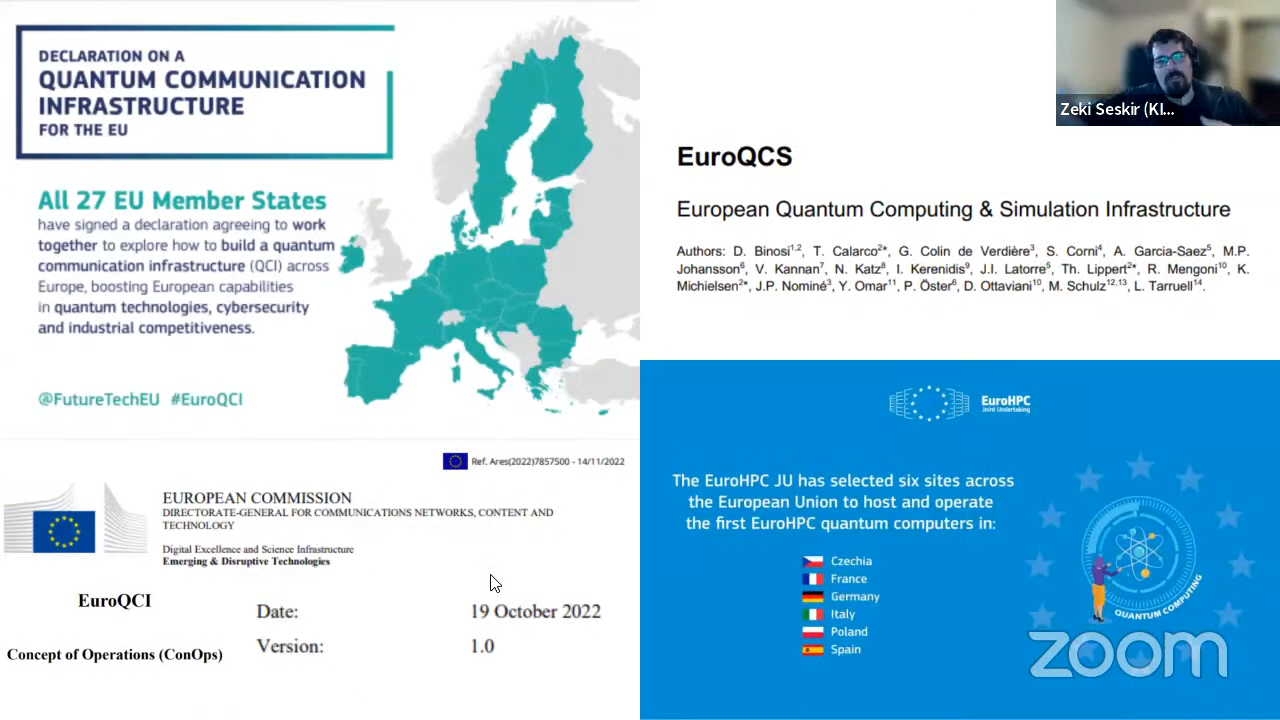 DECLARATION ON A
QUANTUM COMMUNICATION
INFRASTRUCTURE
FOR THE EU
All 27 EU Member States
have signed a declaration agreeing to work
together to explore how to build a quantum
communication infrastructure (QCI) across
Europe, boosting European capabilities
in quantum technologies, cybersecurity
and industrial competitiveness.
@FutureTechEU #EuroQCI
Zeki Seskir (KI...
EuroQCS
European Quantum Computing & Simulation Infrastructure
Authors: D. Binosi1,2, T. Calarco2*, G. Colin de Verdière3, S. Corni4, A. Garcia-Saez5, M.P.
Johansson6, V. Kannan7, N. Katz8, I. Kerenidis9, J.I. Latorre5, Th. Lippert2*, R. Mengoni10, K.
Michielsen2*, J.P. Nominé3, Y. Omar11, P. Öster6, D. Ottaviani10, M. Schulz12,13, L. Tarruell14.
Ref. Ares(2022)7857500 - 14/11/2022
EUROPEAN COMMISSION
DIRECTORATE-GENERAL FOR COMMUNICATIONS NETWORKS, CONTENT AND
TECHNOLOGY
Digital Excellence and Science Infrastructure
Emerging & Disruptive Technologies
EuroQCI
Concept of Operations (ConOps)
Date: 19 October 2022
Version: 1.0
EuroHPC
Joint Undertaking
The EuroHPC JU has selected six sites across
the European Union to host and operate
the first EuroHPC quantum computers in:
Czechia
France
Germany
Italy
Poland
Spain
QUANTUM COMPUTING
zoom